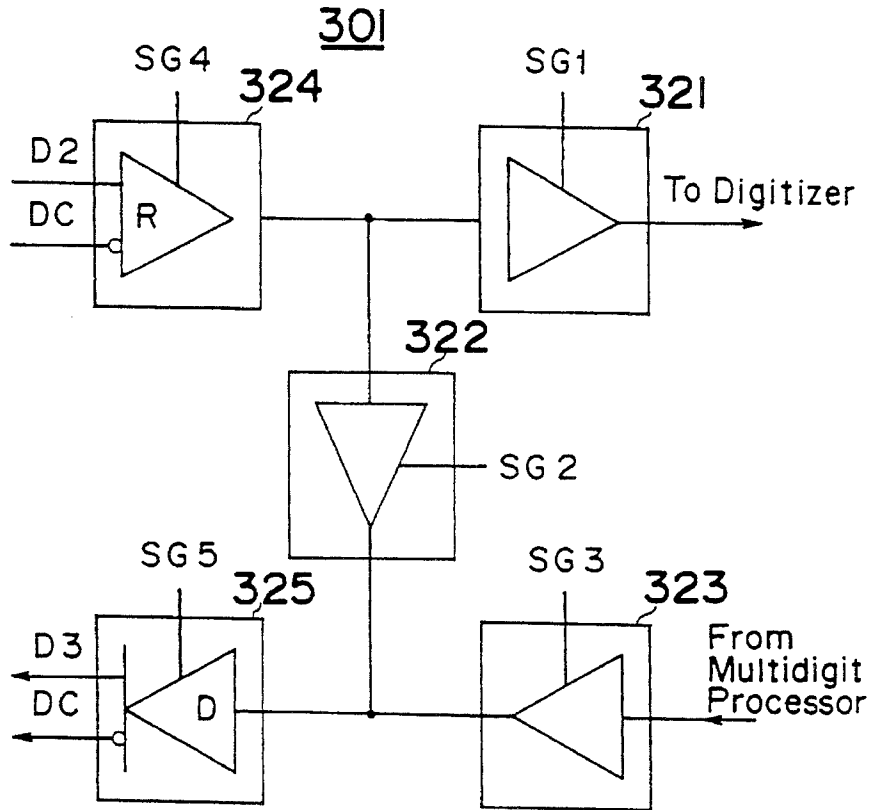 301
SG4
324
SG1
321
D2
DC
R
To Digitizer
322
SG2
SG5
325
SG3
323
D3
DC
D
From
Multidigit
Processor